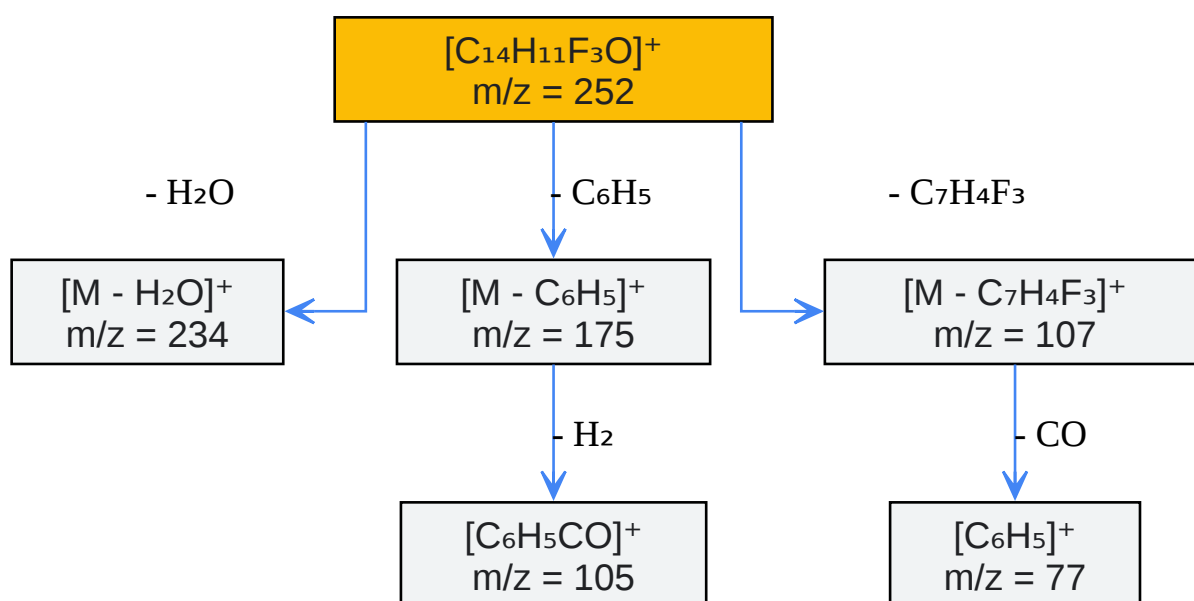 [C₁₄H₁₁F₃O]⁺
m/z = 252
- H₂O
- C₆H₅
- C₇H₄F₃
[M - H₂O]⁺
m/z = 234
[M - C₆H₅]⁺
m/z = 175
[M - C₇H₄F₃]⁺
m/z = 107
- H₂
- CO
[C₆H₅CO]⁺
m/z = 105
[C₆H₅]⁺
m/z = 77